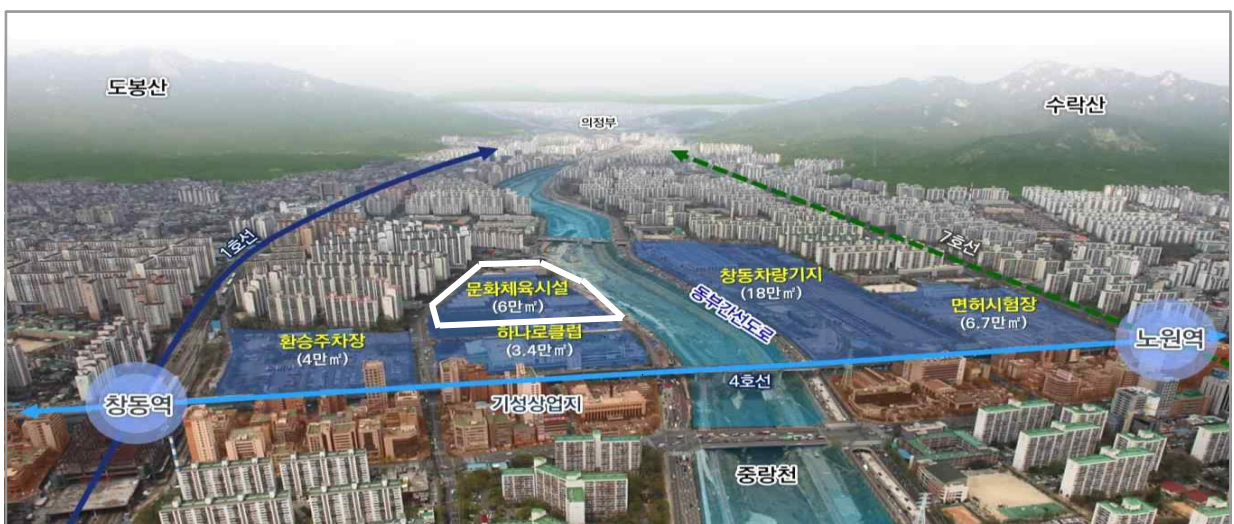 도봉산
수락산
의정부
1호선
7호선
문화체육시설
(6만㎡)
창동차량기지
(18만㎡)
동부간선도로
면허시험장
(6.7만㎡)
환승주차장
(4만㎡)
하나로클럽
(3.4만㎡)
노원역
4호선
창동역
기성상업지
중랑천